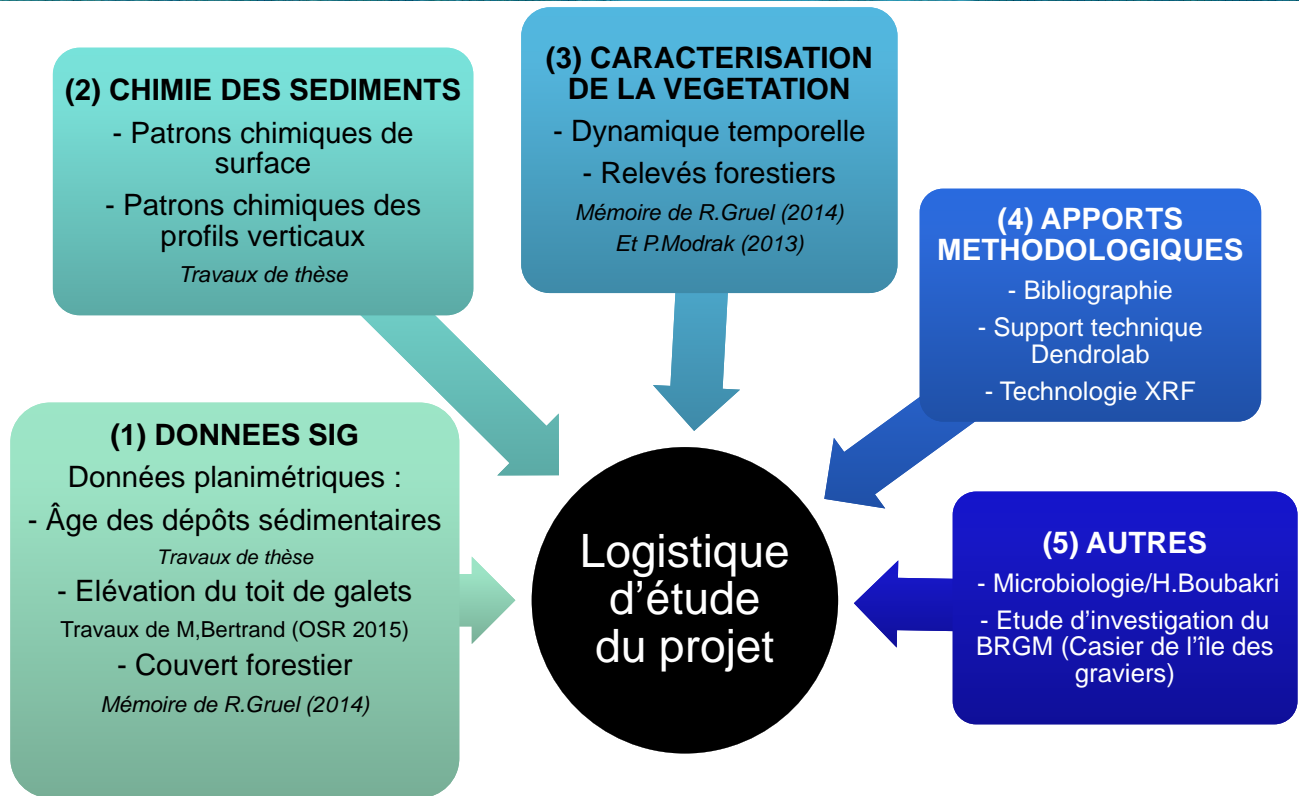 (1) DONNEES SIG
Données planimétriques :
- Âge des dépôts sédimentaires
Travaux de thèse
- Elévation du toit de galets
Travaux de M,Bertrand (OSR 2015)
- Couvert forestier
Mémoire de R.Gruel (2014)
(2) CHIMIE DES SEDIMENTS
- Patrons chimiques de
surface
- Patrons chimiques des
profils verticaux
Travaux de thèse
(3) CARACTERISATION
DE LA VEGETATION
- Dynamique temporelle
- Relevés forestiers
Mémoire de R.Gruel (2014)
Et P.Modrak (2013)
(4) APPORTS
METHODOLOGIQUES
- Bibliographie
- Support technique
Dendrolab
- Technologie XRF
(5) AUTRES
- Microbiologie/H.Boubakri
- Etude d'investigation du
BRGM (Casier de l'île des
graviers)
Logistique
d'étude
du projet